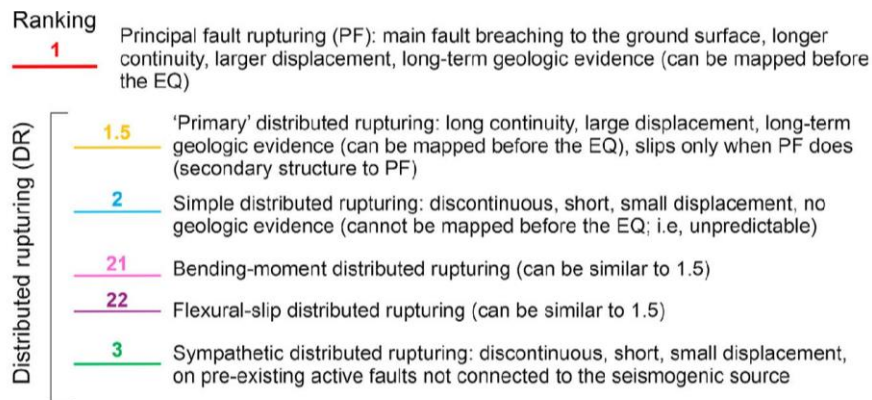 Ranking
1
Principal fault rupturing (PF): main fault breaching to the ground surface, longer
continuity, larger displacement, long-term geologic evidence (can be mapped before
the EQ)
Distributed rupturing (DR)
1.5
‘Primary’ distributed rupturing: long continuity, large displacement, long-term
geologic evidence (can be mapped before the EQ), slips only when PF does
(secondary structure to PF)
2
Simple distributed rupturing: discontinuous, short, small displacement, no
geologic evidence (cannot be mapped before the EQ; i.e, unpredictable)
21
Bending-moment distributed rupturing (can be similar to 1.5)
22
Flexural-slip distributed rupturing (can be similar to 1.5)
3
Sympathetic distributed rupturing: discontinuous, short, small displacement,
on pre-existing active faults not connected to the seismogenic source